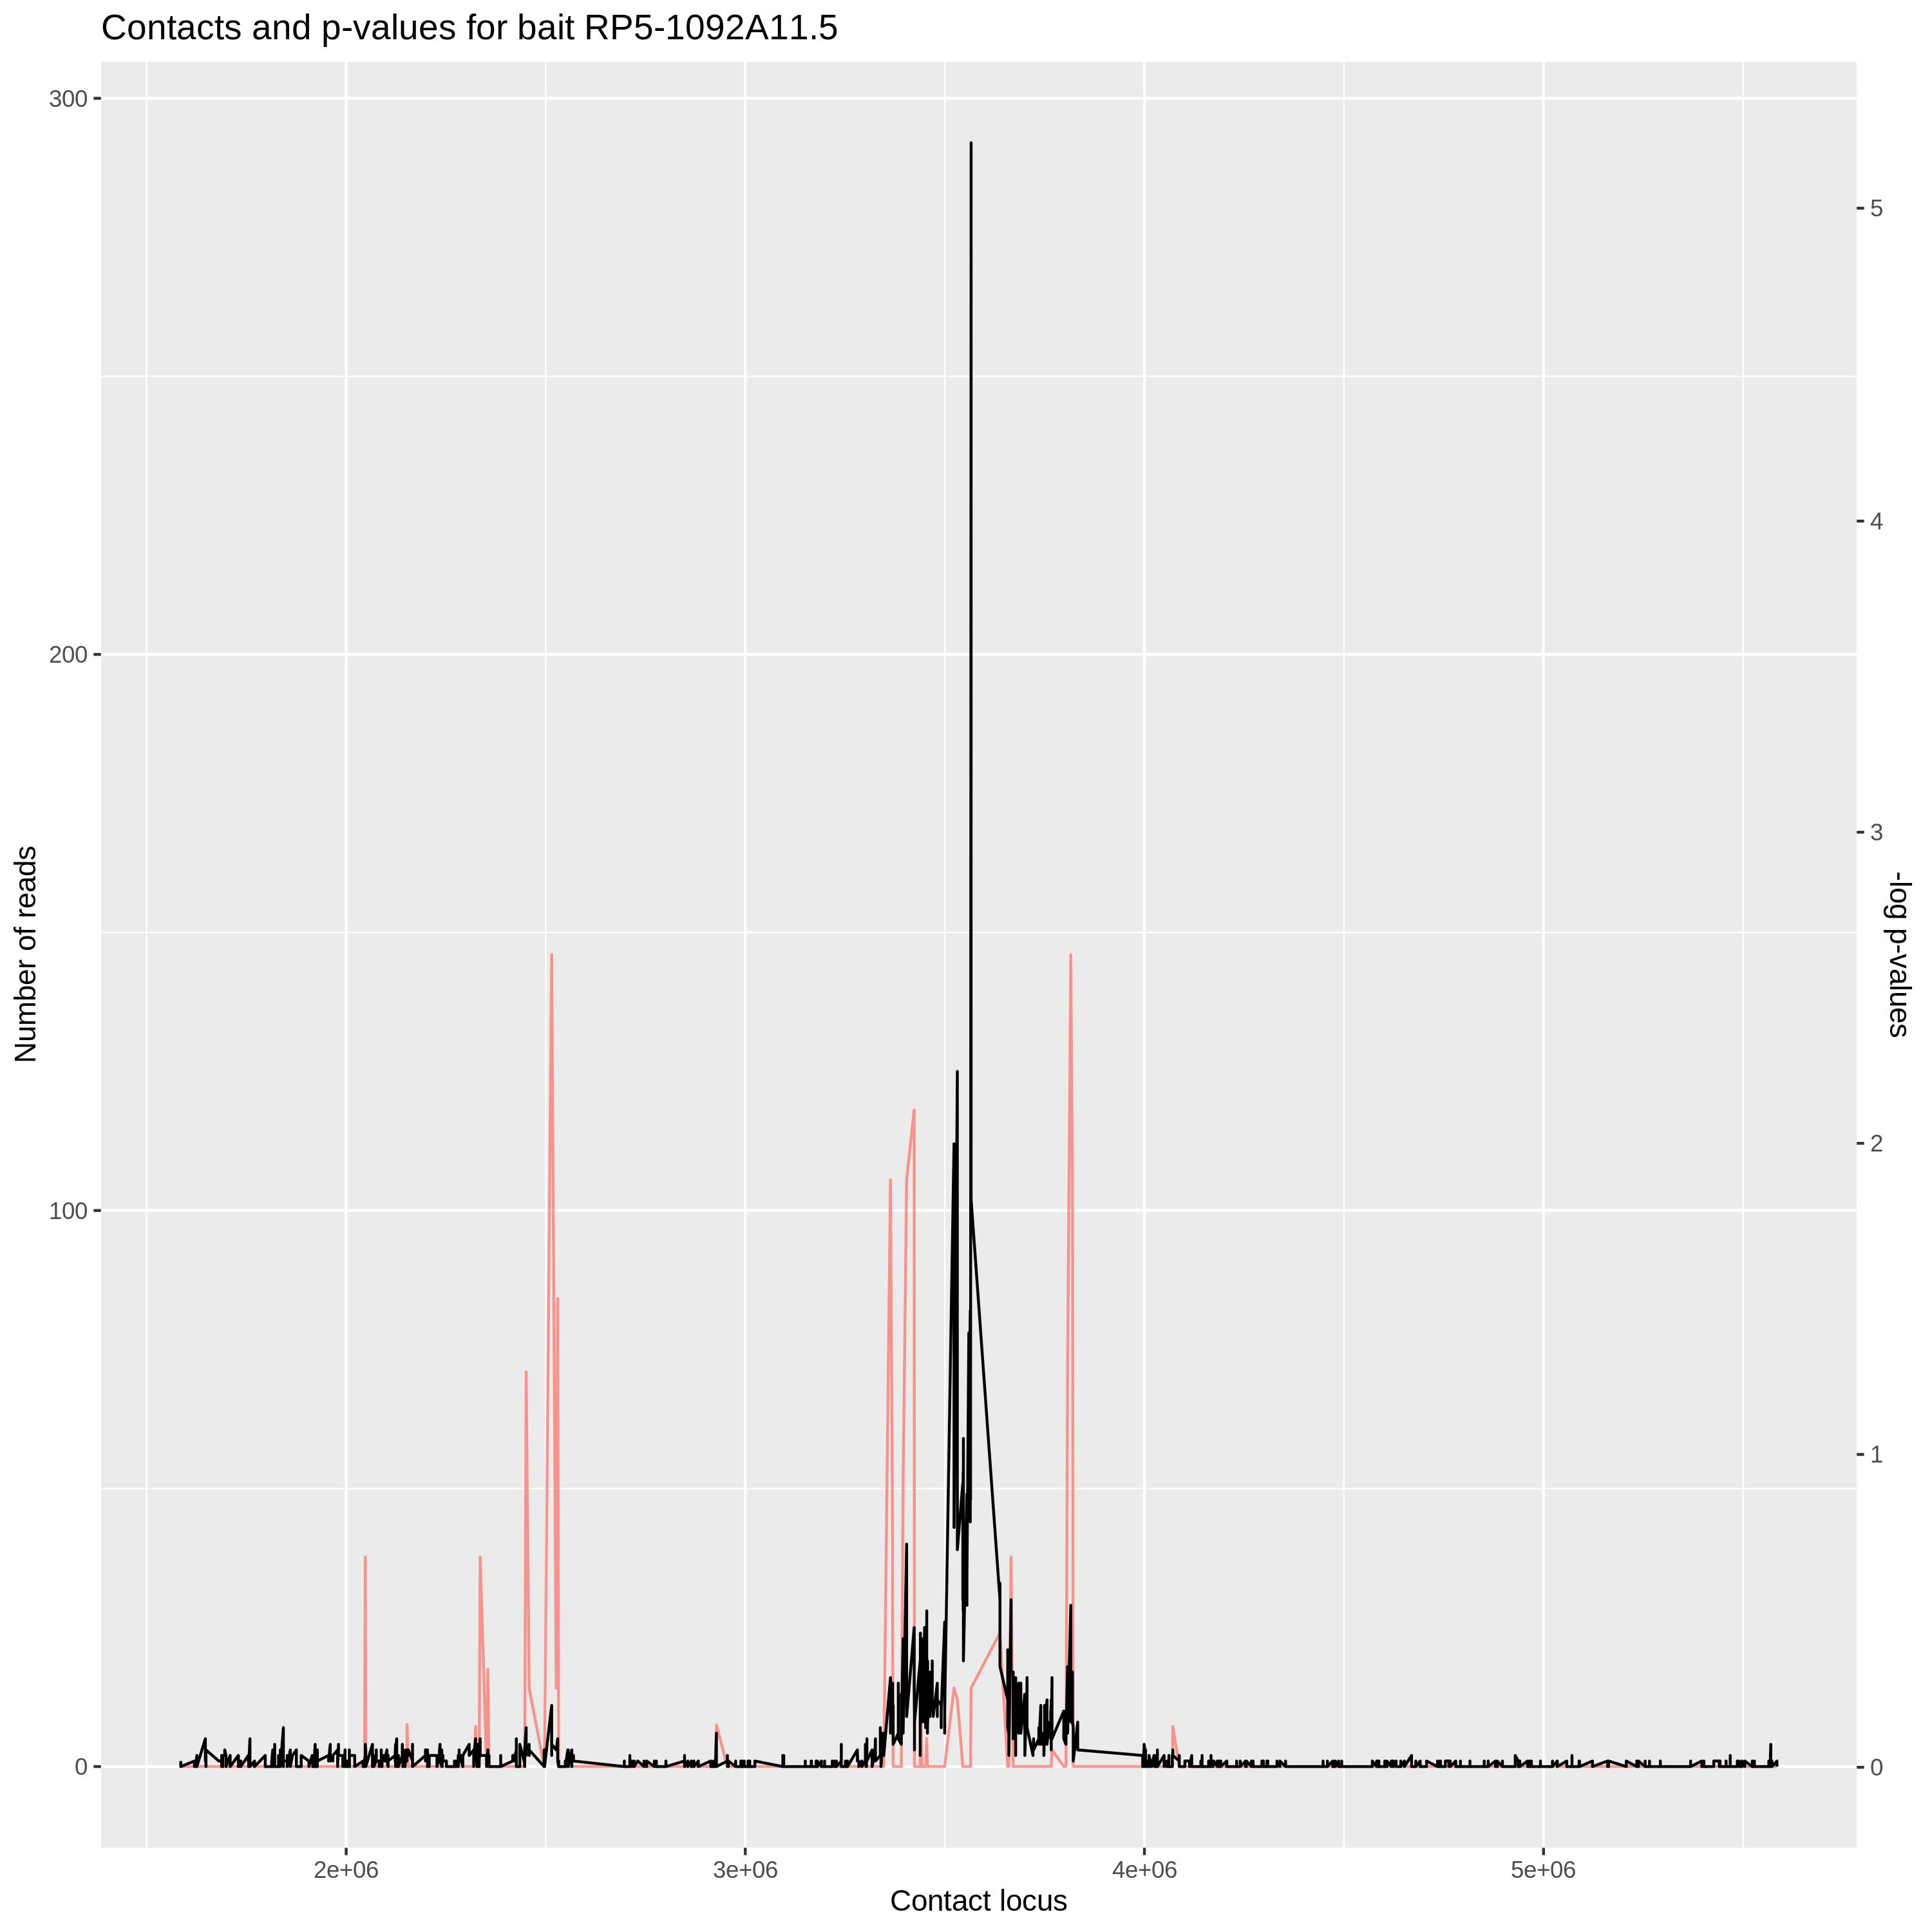 Contacts and p-values for bait RP5-1092A11.5
300
200
100
0
Number of reads
5
4
3
2
1
0
-log p-values
2e+06 3e+06 4e+06 5e+06
Contact locus